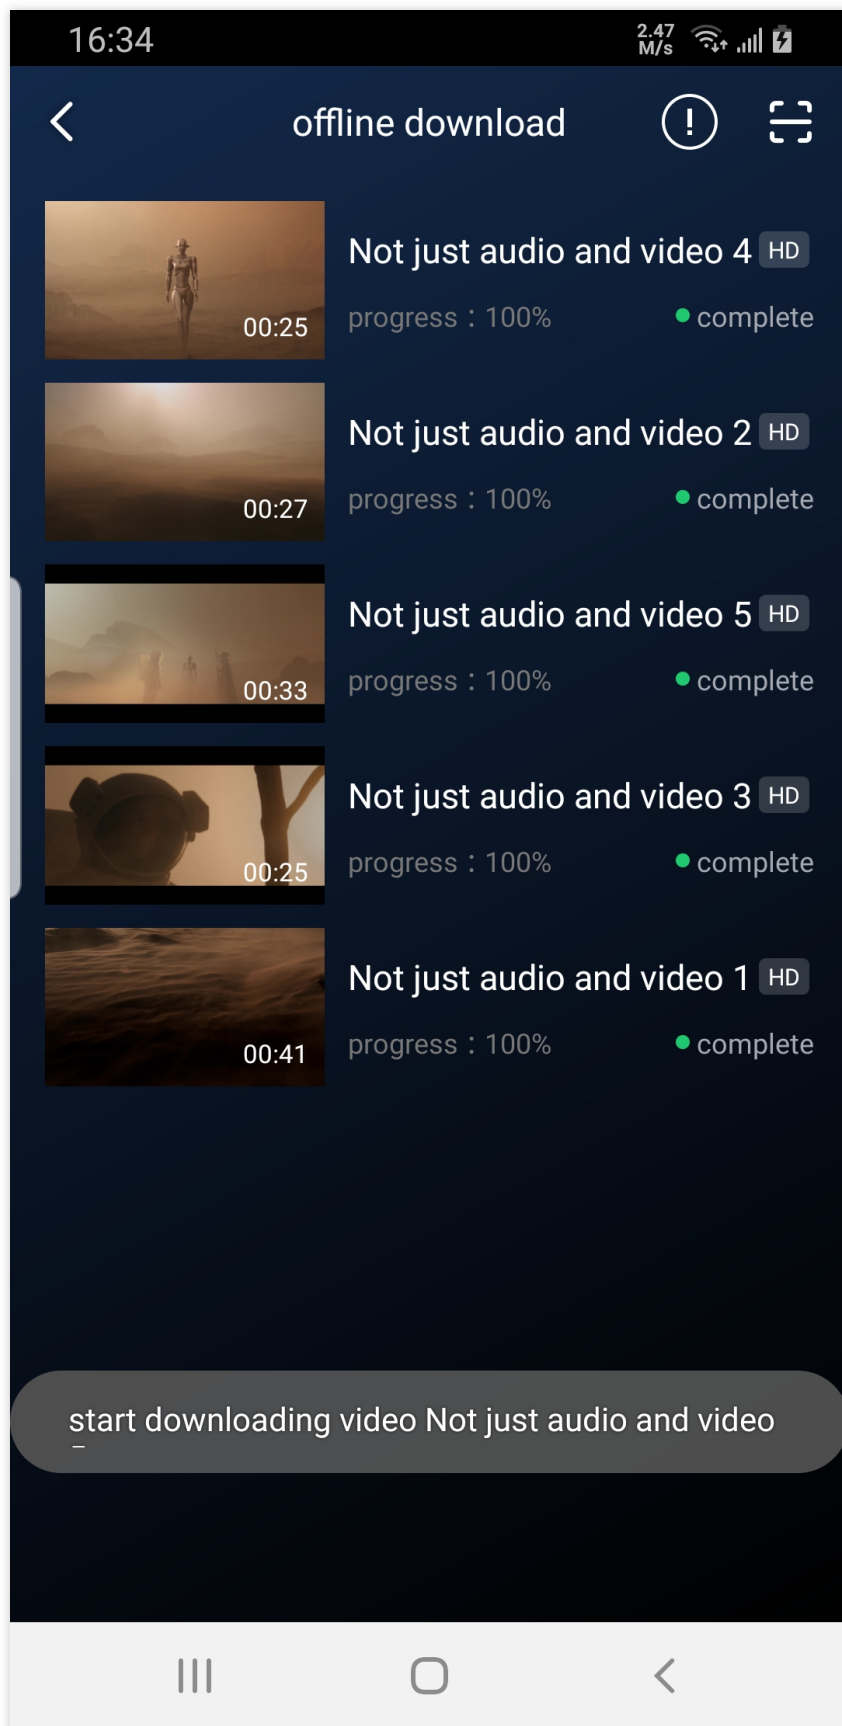 16:34
2.47
M/s
offline download
Not just audio and video 4 HD
00:25
progress：100%
complete
Not just audio and video 2 HD
00:27
progress：100%
complete
Not just audio and video 5 HD
00:33
progress：100%
complete
Not just audio and video 3 HD
00:25
progress：100%
complete
Not just audio and video 1 HD
00:41
progress：100%
complete
start downloading video Not just audio and video